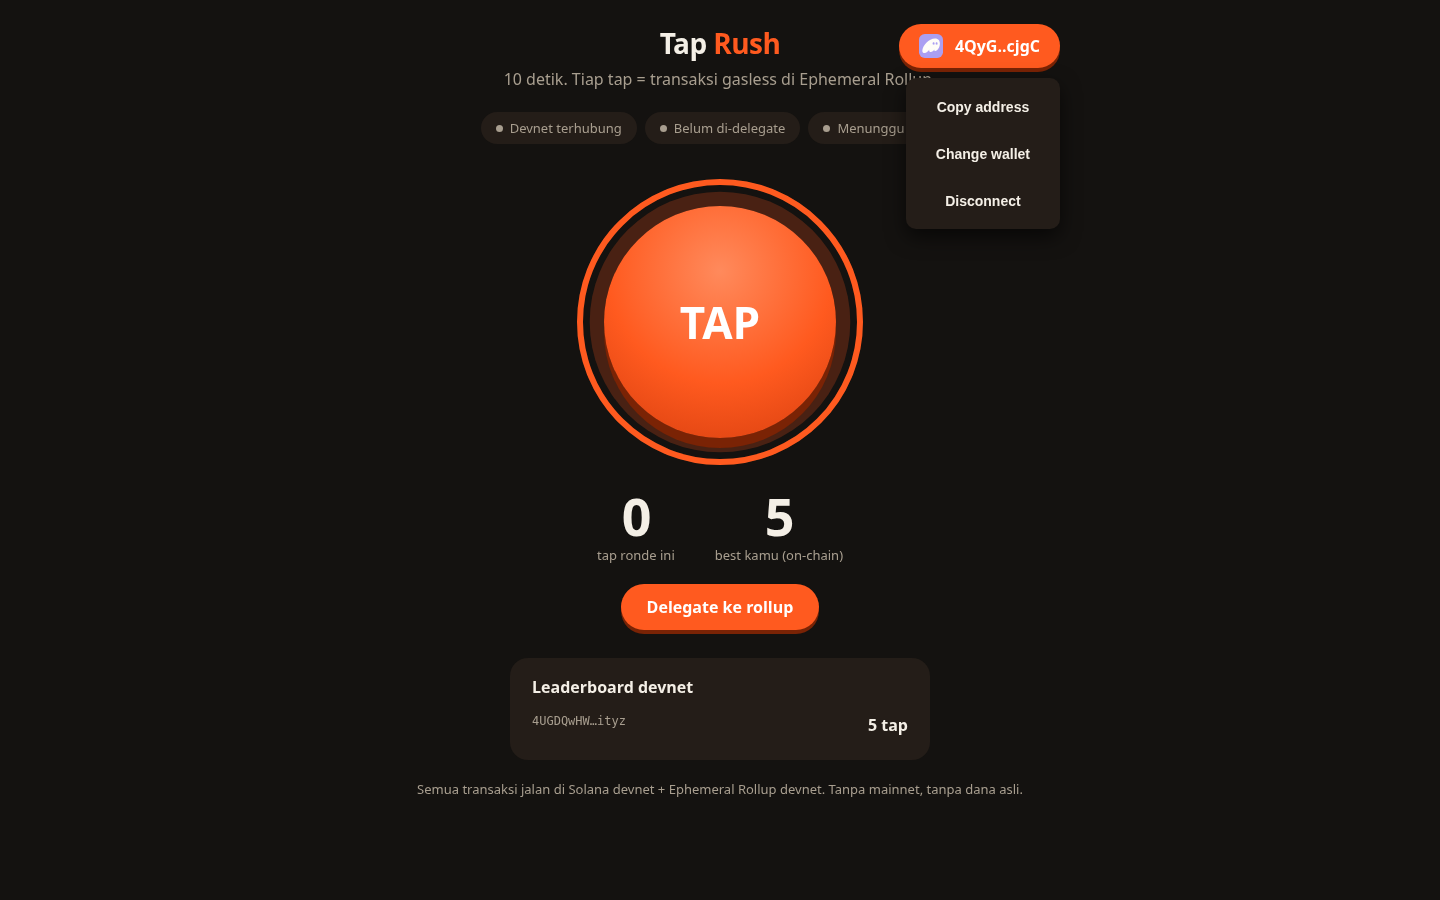 Tap Rush
4QyG..cjgC
10 detik. Tiap tap = transaksi gasless di Ephemeral Rollup.
Copy address
Change wallet
Disconnect
Devnet terhubung
Belum di-delegate
Menunggu
TAP
0
tap ronde ini
5
best kamu (on-chain)
Delegate ke rollup
Leaderboard devnet
4UGDQwHW…ityz
5 tap
Semua transaksi jalan di Solana devnet + Ephemeral Rollup devnet. Tanpa mainnet, tanpa dana asli.